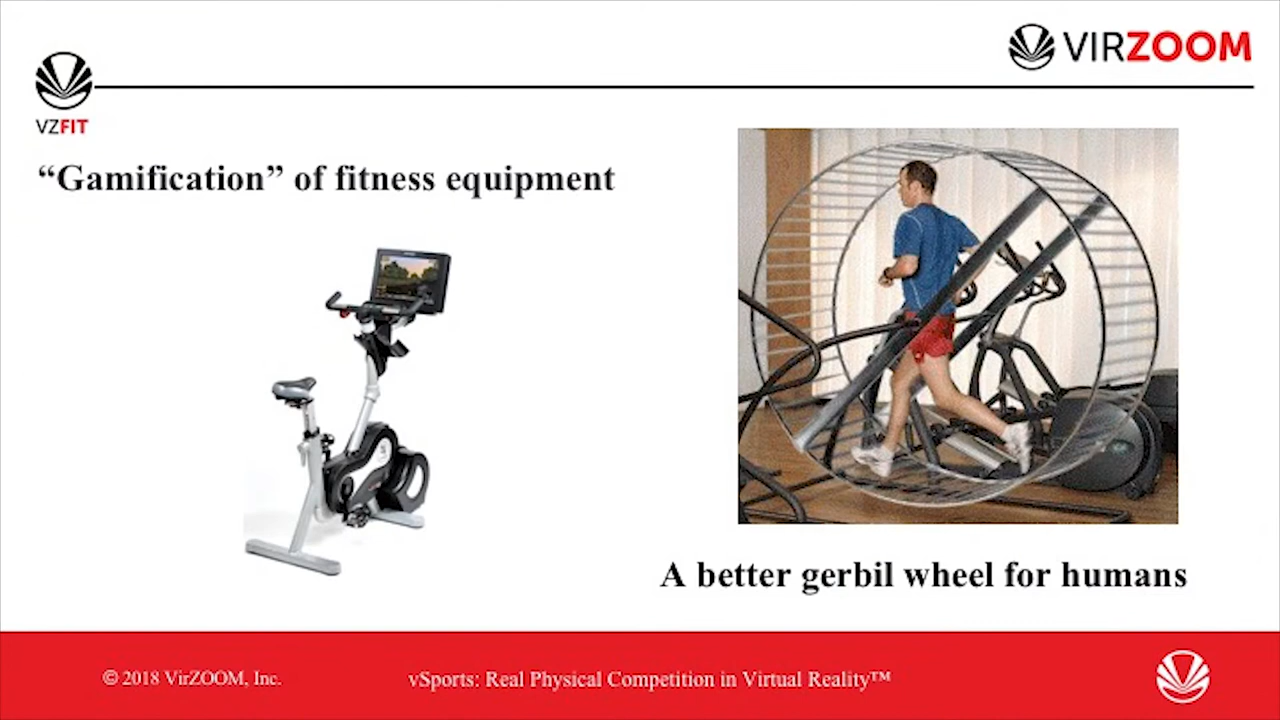 VIRZOOM
VZFIT
“Gamification” of fitness equipment
A better gerbil wheel for humans
© 2018 VirZOOM, Inc.
vSports: Real Physical Competition in Virtual Reality™